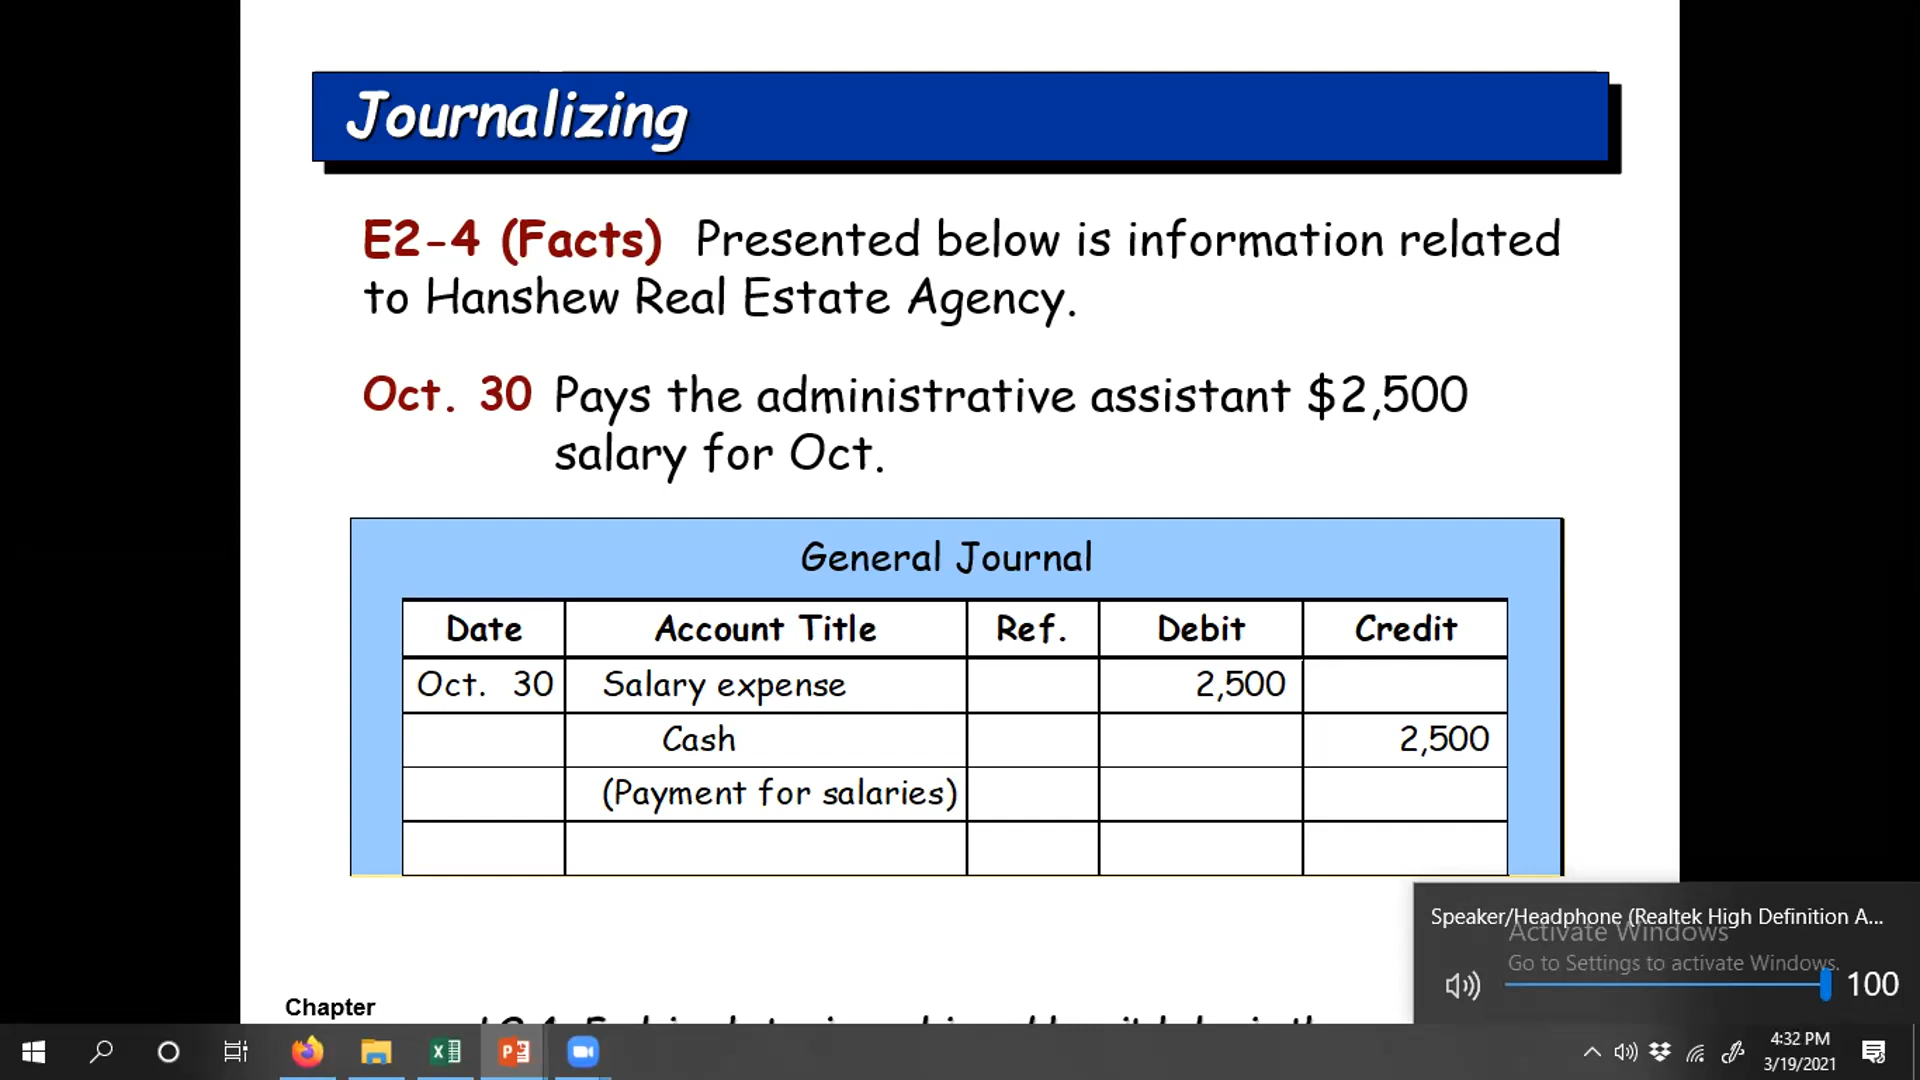 Journalizing
E2-4 (Facts) Presented below is information related
to Hanshew Real Estate Agency.
Oct. 30 Pays the administrative assistant $2,500
salary for Oct.
General Journal
Date Account Title Ref. Debit Credit
Oct. 30 Salary expense 2,500
Cash 2,500
(Payment for salaries)
Speaker/Headphone (Realtek High Definition A...
Activate Windows
Go to Settings to activate Windows.
100
Chapter
4:32 PM
3/19/2021